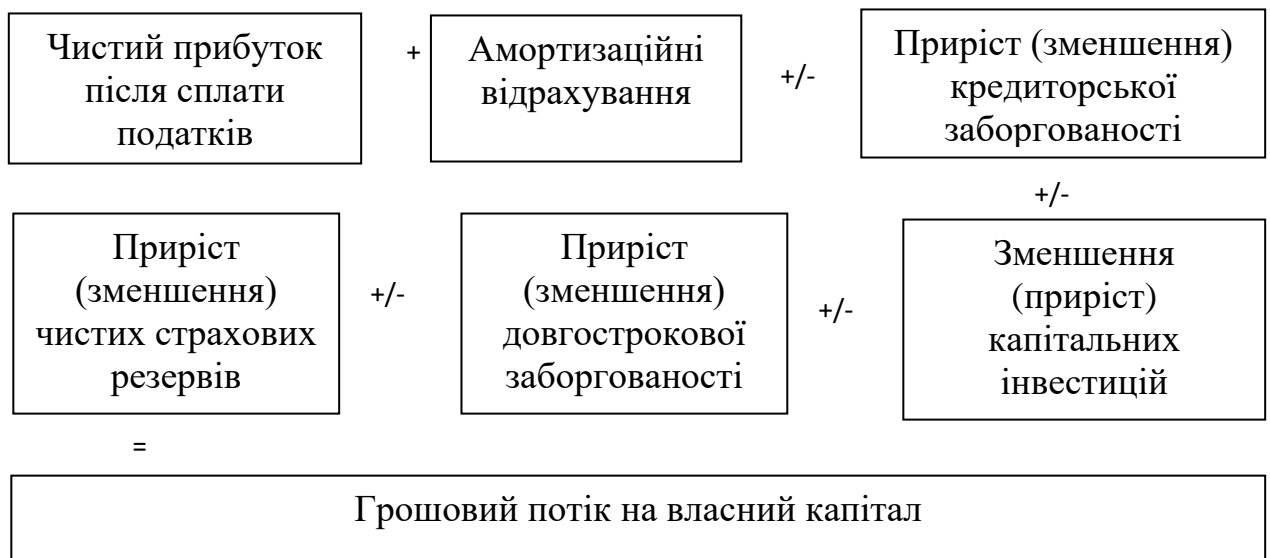 Чистий прибуток
після сплати
податків
+
Амортизаційні
відрахування
+/-
Приріст (зменшення)
кредиторської
заборгованості
+/-
Приріст
(зменшення)
чистих страхових
резервів
+/-
Приріст
(зменшення)
довгострокової
заборгованості
+/-
Зменшення
(приріст)
капітальних
інвестицій
=
Грошовий потік на власний капітал